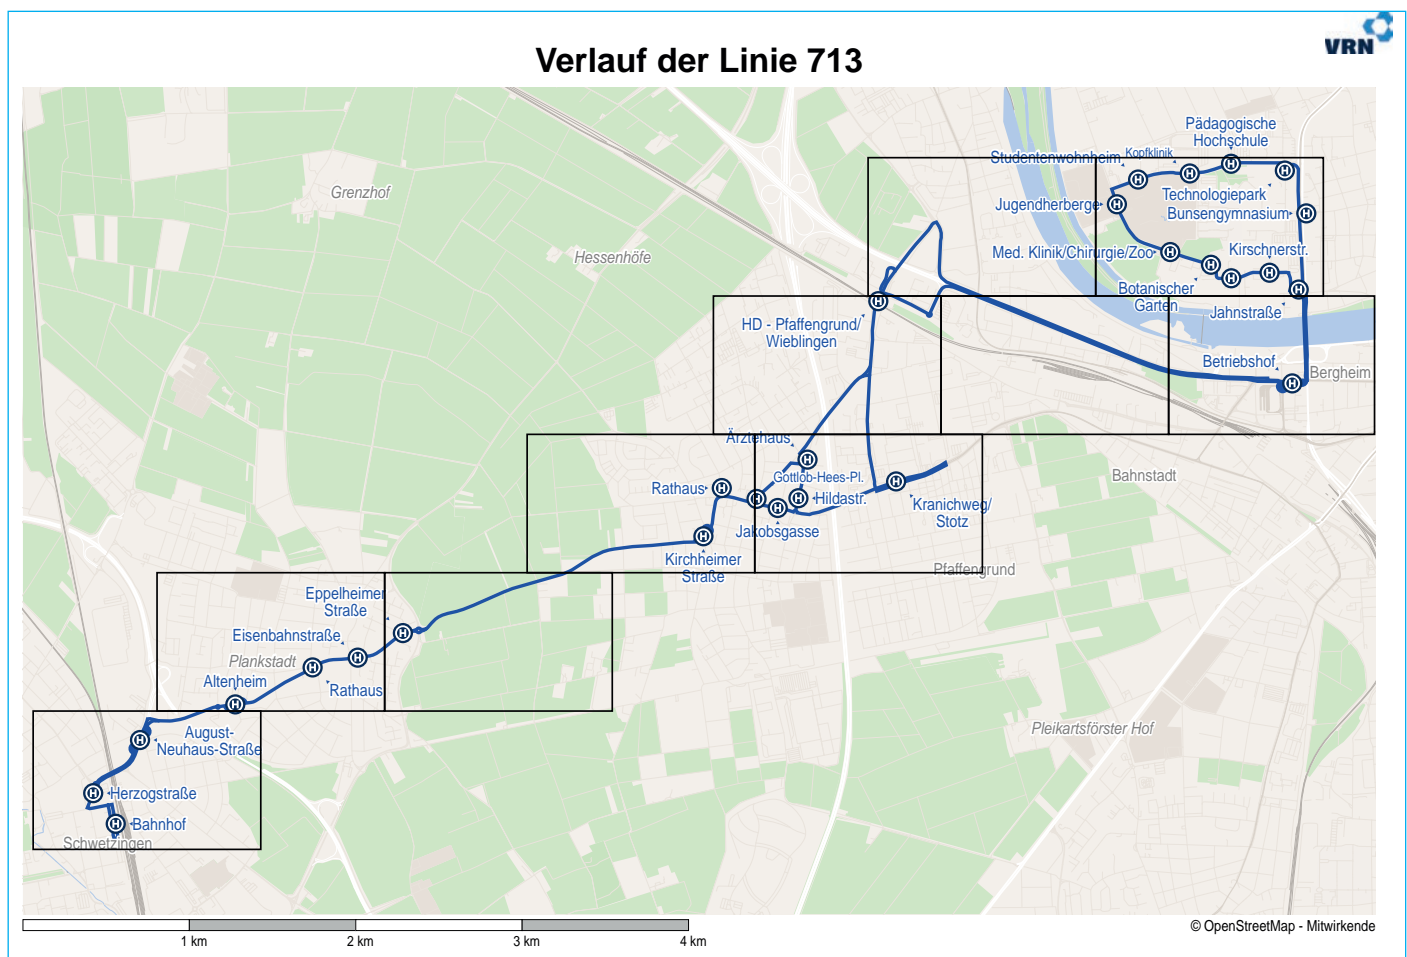 Verlauf der Linie 713
VRN
Pädagogische
Hochschule
Studentenwohnheim
Kopfklinik
Grenzhof
Technologiepark
Jugendherberge
Bunsengymnasium
Hessenhöfe
Med. Klinik/Chirurgie/Zoo
Kirschnerstr.
Botanischer
Garten
Jahnstraße
HD - Pfaffengrund/
Wieblingen
Betriebshof
Bergheim
Ärztehaus
Gottlob-Hees-Pl.
Bahnstadt
Rathaus
Hildastr.
Kranichweg/
Stotz
Jakobsgasse
Kirchheimer
Straße
Pfaffengrund
Eppelheimer
Straße
Eisenbahnstraße
Plankstadt
Altenheim
Rathaus
August-
Neuhaus-Straße
Pleikartsförster Hof
Herzogstraße
Bahnhof
Schwetzingen
© OpenStreetMap - Mitwirkende
1 km
2 km
3 km
4 km